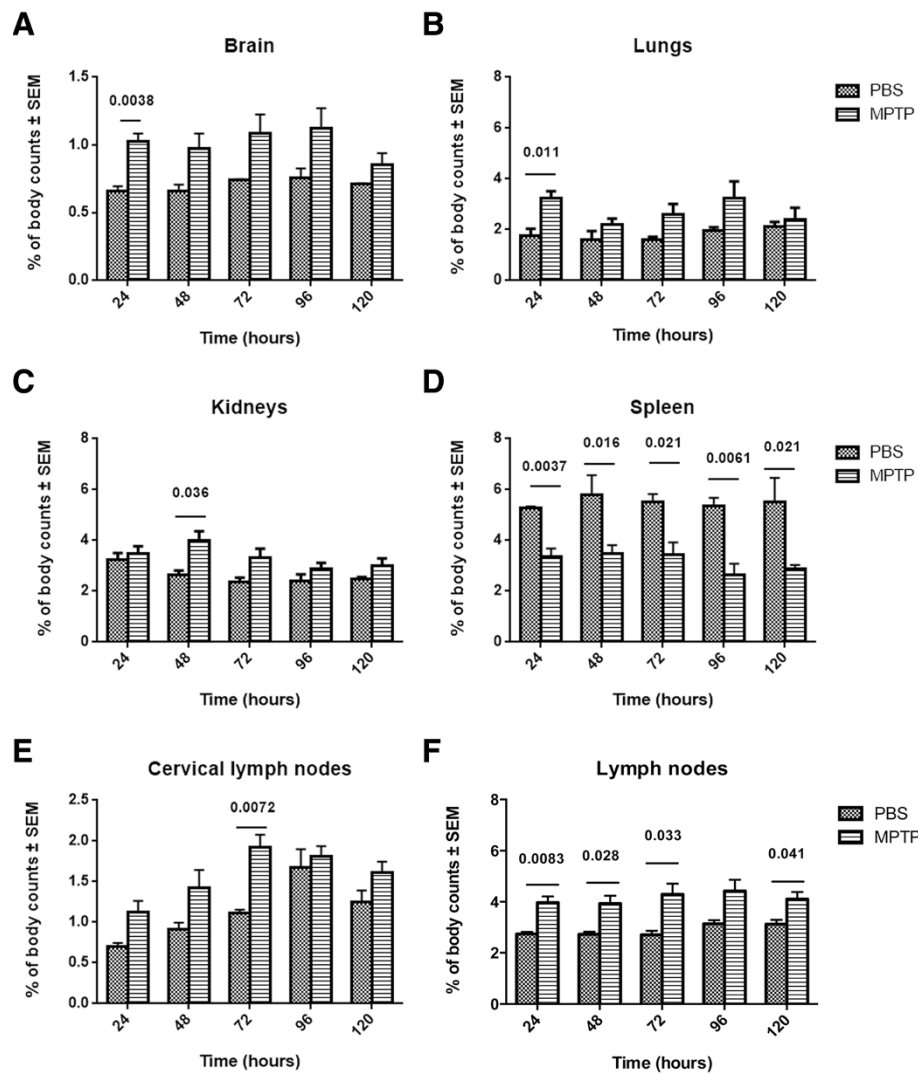 A
Brain
% of body counts ± SEM
1.5
1.0
0.5
0.0
0.0038
24 48 72 96 120
Time (hours)
B
Lungs
% of body counts ± SEM
8
6
4
2
0
0.011
24 48 72 96 120
Time (hours)
PBS
MPTP
C
Kidneys
% of body counts ± SEM
8
6
4
2
0
0.036
24 48 72 96 120
Time (hours)
D
Spleen
% of body counts ± SEM
8
6
4
2
0
0.0037 0.016 0.021 0.0061 0.021
24 48 72 96 120
Time (hours)
PBS
MPTP
E
Cervical lymph nodes
% of body counts ± SEM
2.5
2.0
1.5
1.0
0.5
0.0
0.0072
24 48 72 96 120
Time (hours)
F
Lymph nodes
% of body counts ± SEM
8
6
4
2
0
0.0083 0.028 0.033 0.041
24 48 72 96 120
Time (hours)
PBS
MPTP